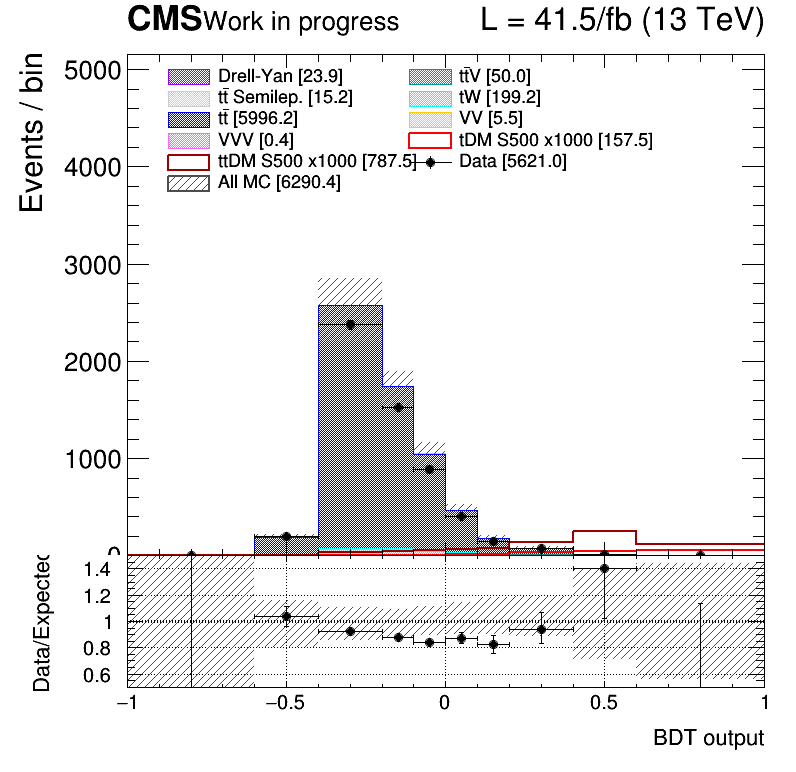 CMS Work in progress L = 41.5/fb (13 TeV)
Events / bin
5000
4000
3000
2000
1000
0
Drell-Yan [23.9]
tt̄V [50.0]
tt̄ Semilep. [15.2]
tW [199.2]
tt̄ [5996.2]
VV [5.5]
VVV [0.4]
tDM S500 x1000 [157.5]
ttDM S500 x1000 [787.5]
Data [5621.0]
All MC [6290.4]
Data/Expected
1.4
1.2
1
0.8
0.6
−1 −0.5 0 0.5 1
BDT output